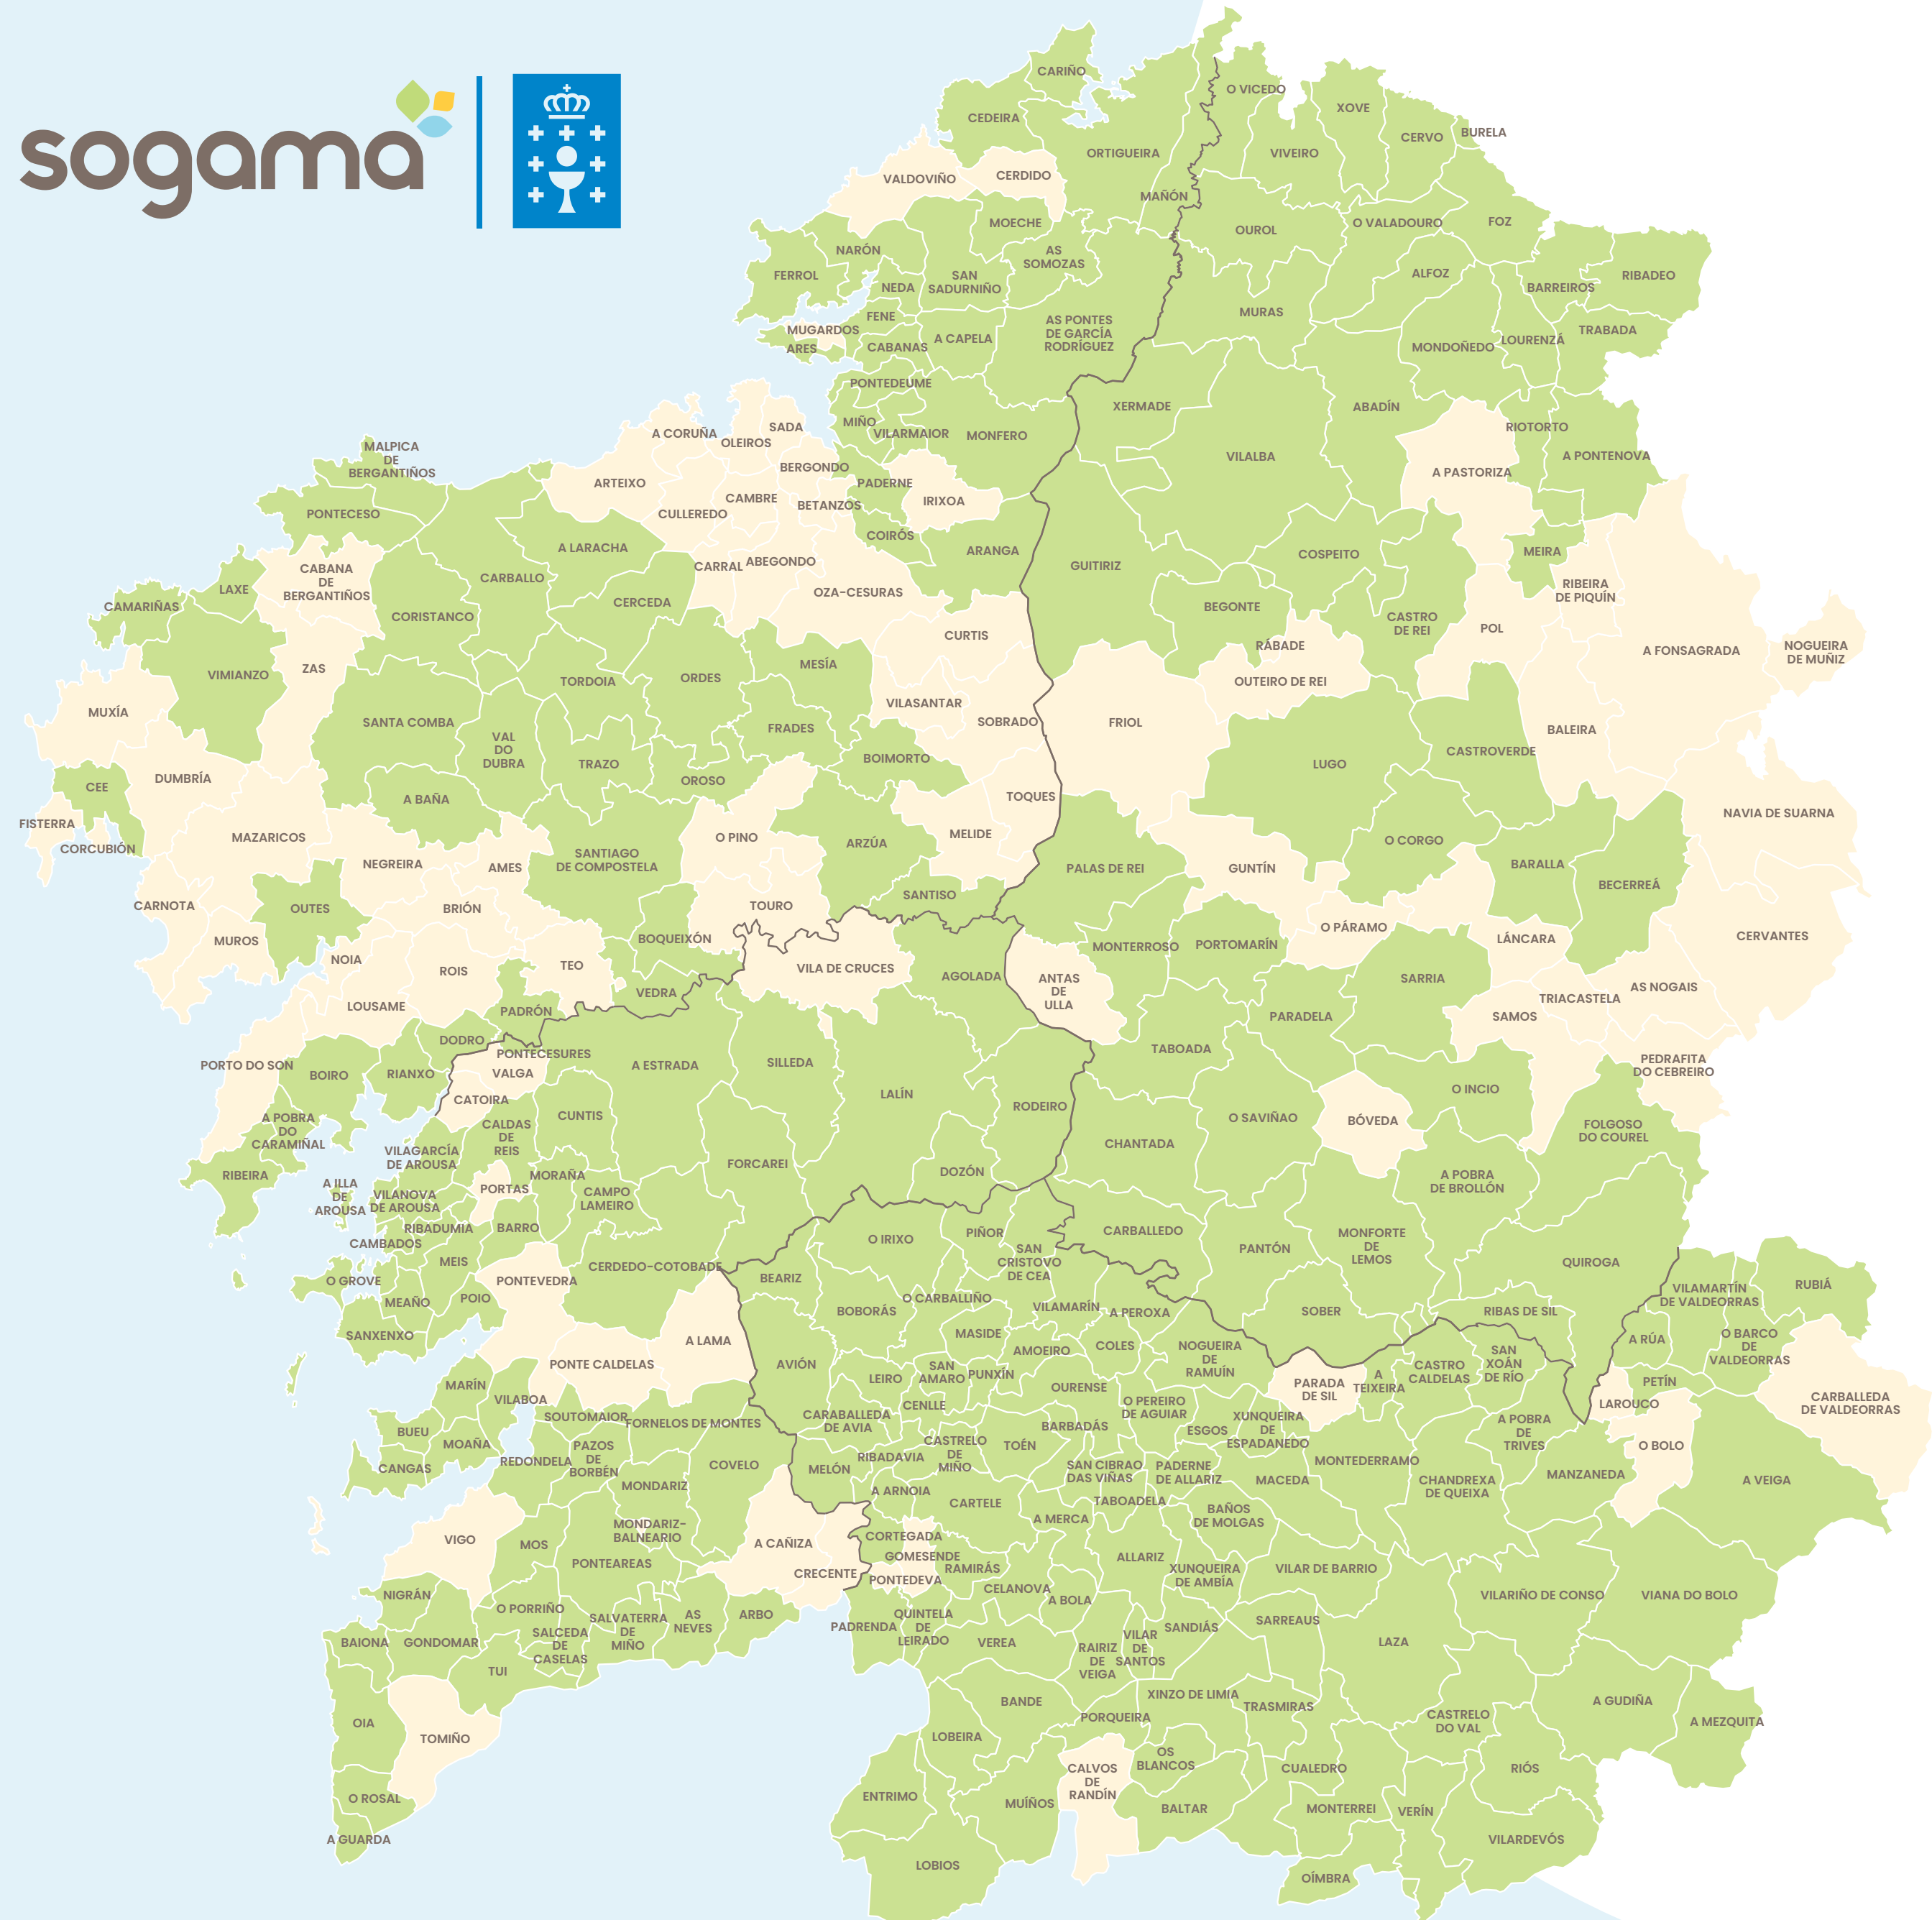 sogama
CARIÑO
O VICEDO
XOVE
CEDEIRA
CERVO
BURELA
ORTIGUEIRA
VIVEIRO
VALDOVIÑO
CERDIDO
MAÑÓN
MOECHE
O VALADOURO
FOZ
OUROL
NARÓN
AS
SOMOZAS
FERROL
SAN
SADURNIÑO
ALFOZ
RIBADEO
NEDA
BARREIROS
MURAS
FENE
AS PONTES
DE GARCÍA
RODRÍGUEZ
MUGARDOS
TRABADA
A CAPELA
LOURENZÁ
ARES
CABANAS
MONDOÑEDO
PONTEDEUME
XERMADE
ABADÍN
MIÑO
SADA
RIOTORTO
A CORUÑA
VILARMAIOR
MONFERO
OLEIROS
MALPICA
DE
BERGANTIÑOS
A PONTENOVA
VILALBA
BERGONDO
A PASTORIZA
ARTEIXO
PADERNE
CAMBRE
IRIXOA
BETANZOS
PONTECESO
CULLEREDO
COIRÓS
A LARACHA
ARANGA
MEIRA
COSPEITO
ABEGONDO
CARRAL
GUITIRIZ
CABANA
DE
BERGANTIÑOS
CARBALLO
RIBEIRA
DE PIQUÍN
LAXE
OZA-CESURAS
CERCEDA
CAMARIÑAS
BEGONTE
CORISTANCO
CASTRO
DE REI
POL
CURTIS
RÁBADE
A FONSAGRADA
NOGUEIRA
DE MUÑIZ
MESÍA
ZAS
VIMIANZO
ORDES
TORDOIA
OUTEIRO DE REI
VILASANTAR
MUXÍA
SOBRADO
FRIOL
SANTA COMBA
FRADES
BALEIRA
VAL
DO
DUBRA
CASTROVERDE
BOIMORTO
TRAZO
LUGO
DUMBRÍA
OROSO
CEE
TOQUES
A BAÑA
NAVIA DE SUARNA
FISTERRA
MELIDE
MAZARICOS
O PINO
O CORGO
ARZÚA
CORCUBIÓN
SANTIAGO
DE COMPOSTELA
NEGREIRA
AMES
PALAS DE REI
GUNTÍN
BARALLA
BECERREÁ
SANTISO
CARNOTA
OUTES
BRIÓN
TOURO
O PÁRAMO
MUROS
BOQUEIXÓN
LÁNCARA
CERVANTES
MONTERROSO
PORTOMARÍN
NOIA
TEO
ROIS
VILA DE CRUCES
AGOLADA
ANTAS
DE
ULLA
SARRIA
VEDRA
AS NOGAIS
TRIACASTELA
LOUSAME
PADRÓN
PARADELA
SAMOS
DODRO
TABOADA
PONTECESURES
PORTO DO SON
A ESTRADA
SILLEDA
PEDRAFITA
DO CEBREIRO
BOIRO
RIANXO
VALGA
O INCIO
LALÍN
CATOIRA
RODEIRO
CUNTIS
A POBRA
DO
CARAMIÑAL
O SAVIÑAO
BÓVEDA
CALDAS
DE
REIS
FOLGOSO
DO COUREL
CHANTADA
VILAGARCÍA
DE AROUSA
FORCAREI
DOZÓN
RIBEIRA
MORAÑA
A POBRA
DE BROLLÓN
A ILLA
DE
AROUSA
PORTAS
CAMPO
LAMEIRO
VILANOVA
DE AROUSA
RIBADUMIA
BARRO
CARBALLEDO
PIÑOR
CAMBADOS
O IRIXO
MONFORTE
DE
LEMOS
PANTÓN
SAN
CRISTOVO
DE CEA
MEIS
QUIROGA
CERDEDO-COTOBADE
O GROVE
PONTEVEDRA
BEARIZ
RUBIÁ
VILAMARTÍN
DE VALDEORRAS
POIO
MEAÑO
O CARBALLIÑO
BOBORÁS
VILAMARÍN
A PEROXA
SOBER
RIBAS DE SIL
SANXENXO
A LAMA
MASIDE
A RÚA
O BARCO
DE
VALDEORRAS
AMOEIRO
COLES
NOGUEIRA
DE
RAMUÍN
SAN
XOÁN
DE RÍO
PONTE CALDELAS
AVIÓN
CASTRO
CALDELAS
SAN
AMARO
PUNXÍN
LEIRO
A
TEIXEIRA
PARADA
DE SIL
PETÍN
MARÍN
OURENSE
VILABOA
CENLLE
O PEREIRO
DE AGUIAR
LAROUCO
CARBALLEDA
DE VALDEORRAS
SOUTOMAIOR
FORNELOS DE MONTES
CARABALLEDA
DE AVIA
BARBADÁS
ESGOS
XUNQUEIRA
DE
ESPADANEDO
A POBRA
DE
TRIVES
BUEU
MOAÑA
PAZOS
DE
BORBÉN
CASTRELO
DE
MIÑO
TOÉN
O BOLO
REDONDELA
RIBADAVIA
MONTEDERRAMO
CANGAS
COVELO
MELÓN
SAN CIBRAO
DAS VIÑAS
PADERNE
DE ALLARIZ
MACEDA
MANZANEDA
MONDARIZ
A ARNOIA
CHANDREXA
DE QUEIXA
A VEIGA
CARTELE
TABOADELA
A MERCA
BAÑOS
DE MOLGAS
MONDARIZ-
BALNEARIO
VIGO
MOS
A CAÑIZA
CORTEGADA
PONTEAREAS
GOMESENDE
ALLARIZ
CRECENTE
RAMIRÁS
XUNQUEIRA
DE AMBÍA
VILAR DE BARRIO
PONTEDEVA
CELANOVA
NIGRÁN
A BOLA
VILARIÑO DE CONSO
VIANA DO BOLO
O PORRIÑO
SALVATERRA
DE
MIÑO
AS
NEVES
ARBO
PADRENDA
QUINTELA
DE
LEIRADO
SANDIÁS
SARREAUS
SALCEDA
DE
CASELAS
BAIONA
GONDOMAR
VEREA
VILAR
DE
SANTOS
LAZA
RAIRIZ
DE
VEIGA
TUI
BANDE
XINZO DE LIMIA
TRASMIRAS
A GUDIÑA
PORQUEIRA
OIA
CASTRELO
DO VAL
A MEZQUITA
TOMIÑO
LOBEIRA
OS
BLANCOS
CALVOS
DE
RANDÍN
CUALEDRO
RIÓS
O ROSAL
ENTRIMO
MUÍÑOS
BALTAR
MONTERREI
VERÍN
A GUARDA
VILARDEVÓS
LOBIOS
OÍMBRA